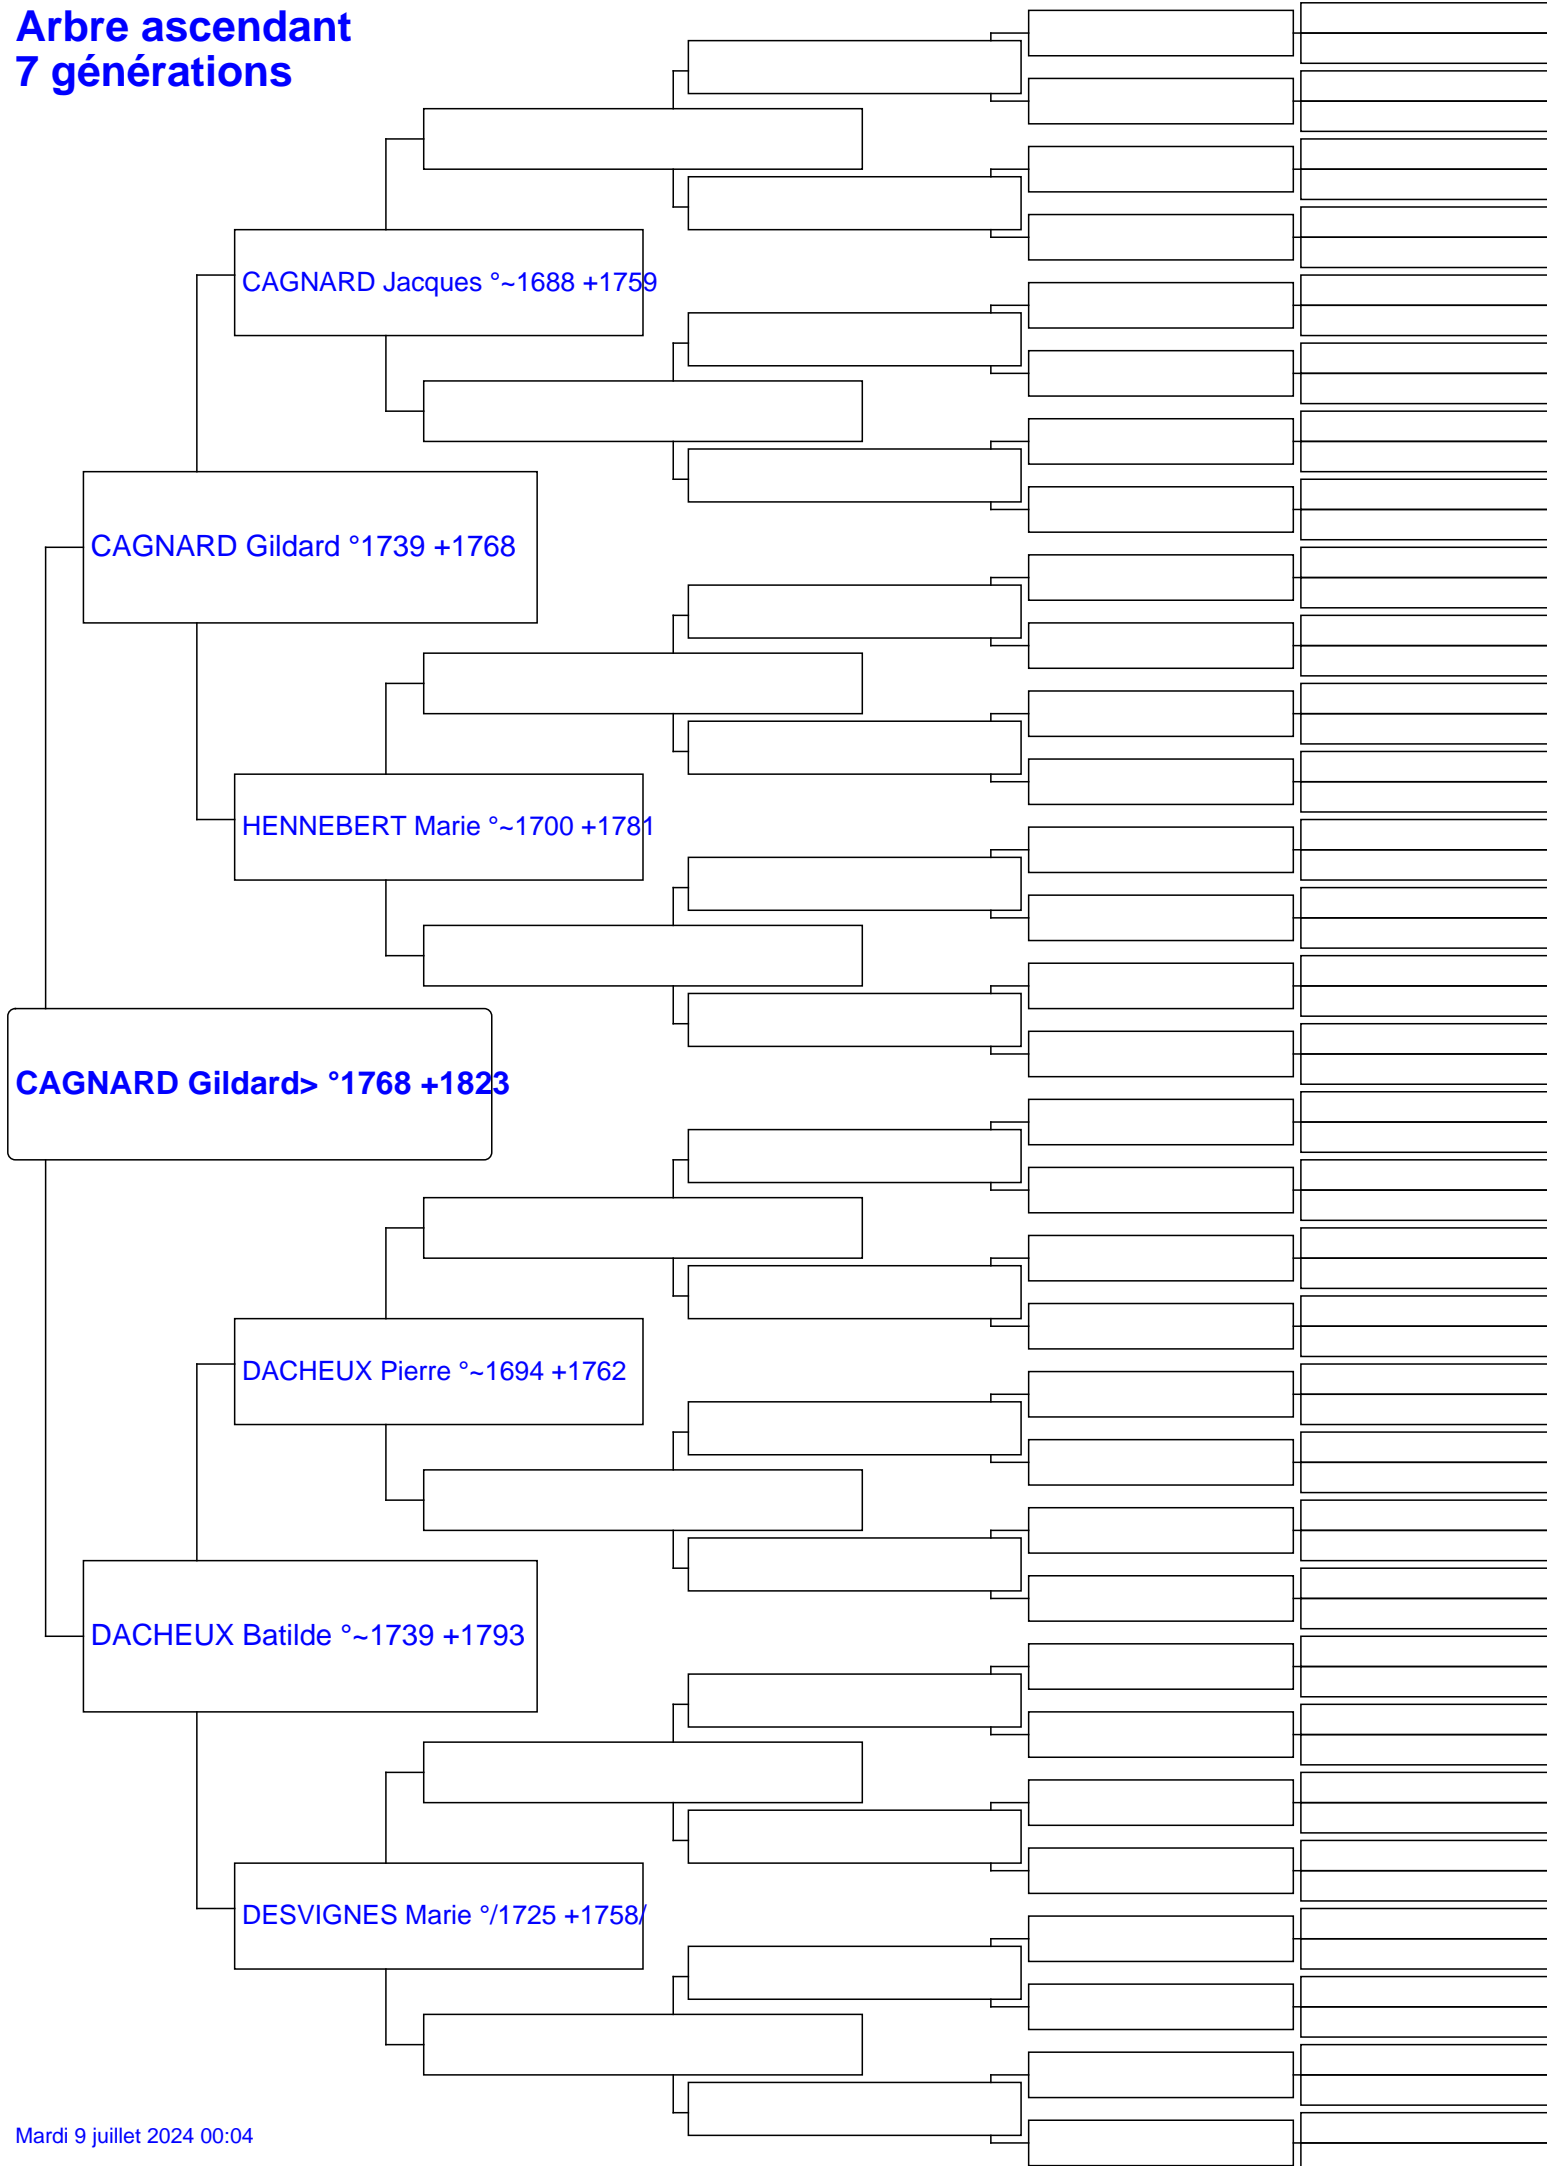 Arbre ascendant
7 générations
CAGNARD Jacques °~1688 +1759
CAGNARD Gildard °1739 +1768
HENNEBERT Marie °~1700 +1781
CAGNARD Gildard> °1768 +1823
DACHEUX Pierre °~1694 +1762
DACHEUX Batilde °~1739 +1793
DESVIGNES Marie °/1725 +1758/
Mardi 9 juillet 2024 00:04